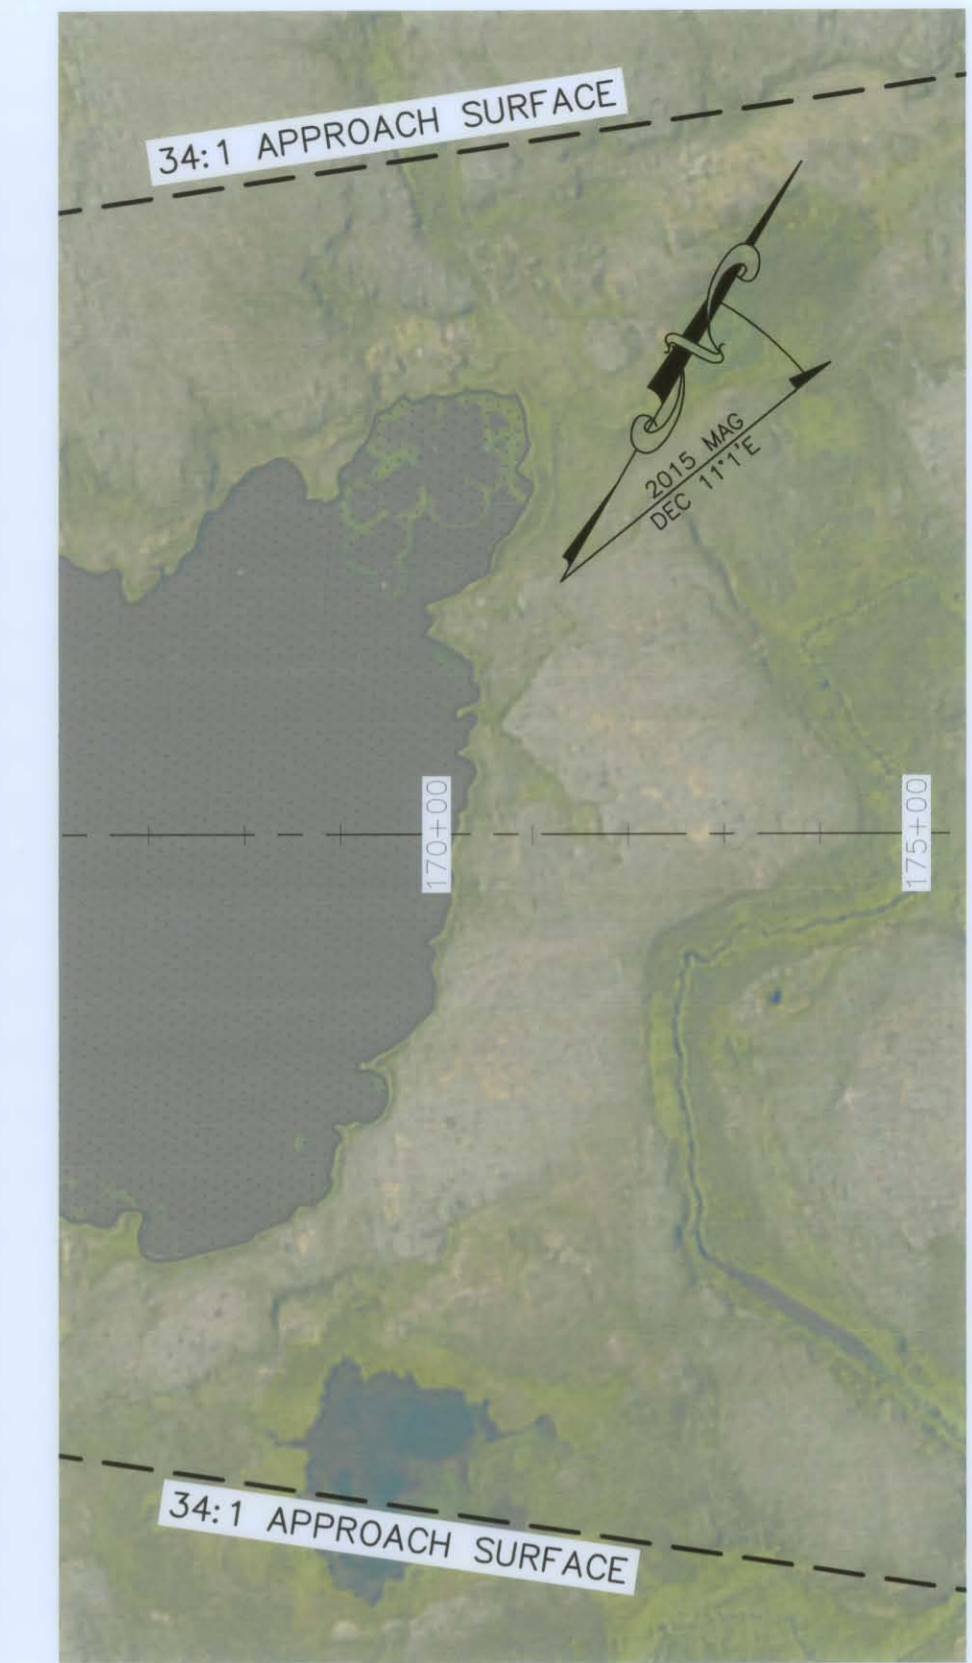 34:1 APPROACH SURFACE
2015 MAG
DEC 11°1'E
170+00
175+00
34:1 APPROACH SURFACE